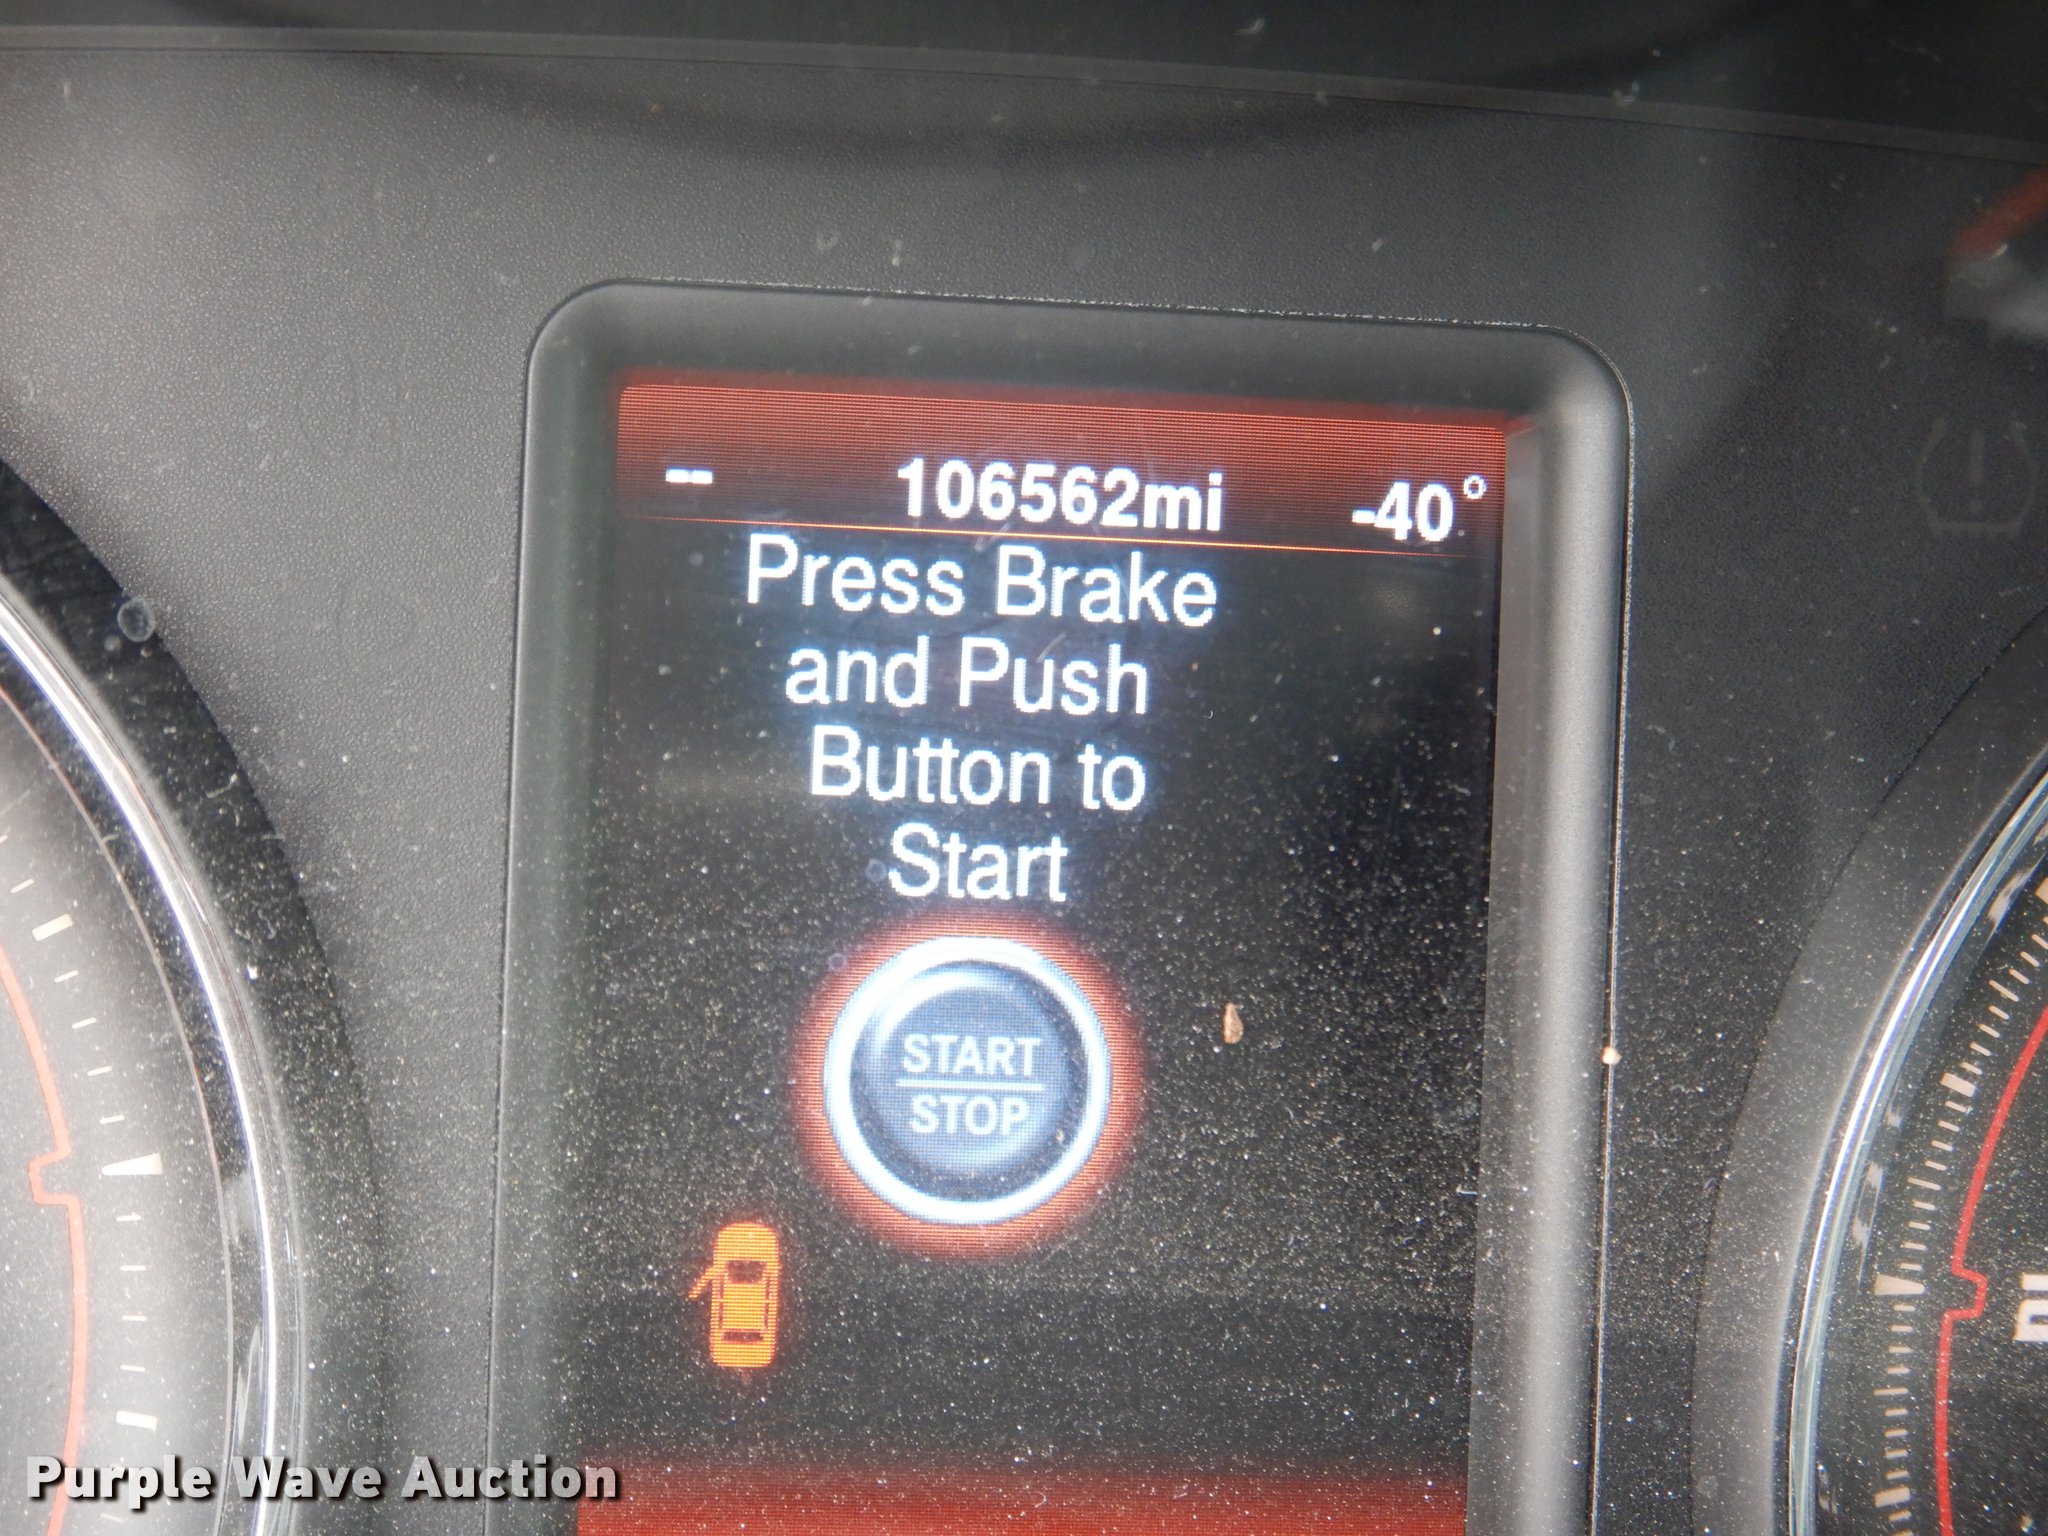 -- 106562mi -40°
Press Brake
and Push
Button to
Start
START
STOP
Purple Wave Auction